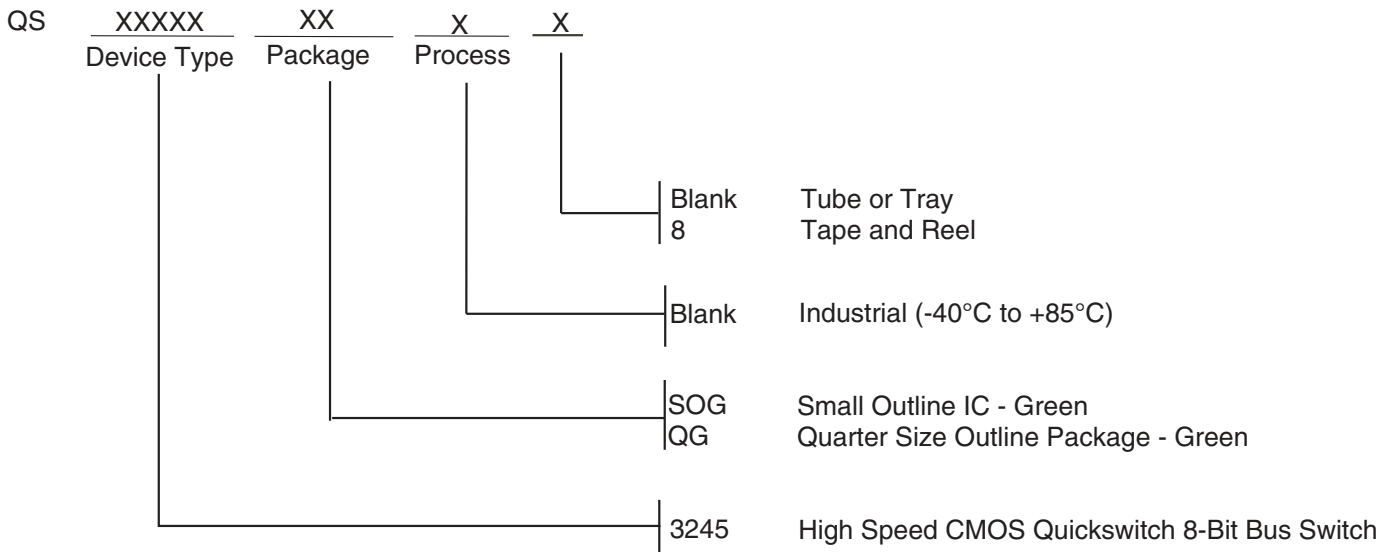 QS XXXXX XX X X
Device Type Package Process
Blank Tube or Tray
8 Tape and Reel
Blank Industrial (-40°C to +85°C)
SOG Small Outline IC - Green
QG Quarter Size Outline Package - Green
3245 High Speed CMOS Quickswitch 8-Bit Bus Switch